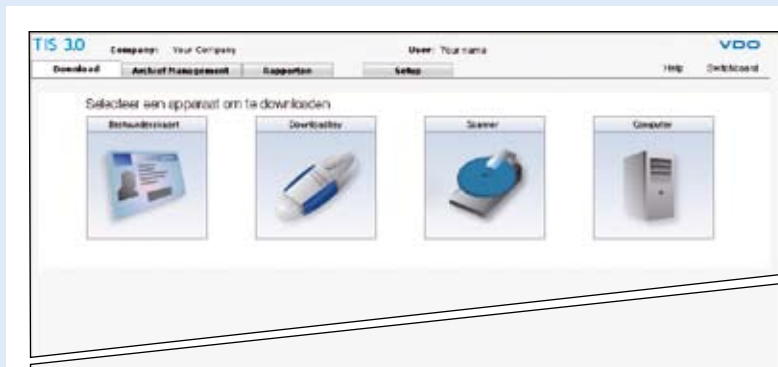 TIS 3.0 Company: Your Company User: Your name VDO
Download Archief Management Rapporten Setup Help Switchboard
Selecteer een apparaat om te downloaden
Bestuurderskaart Downloadkey Scanner Computer